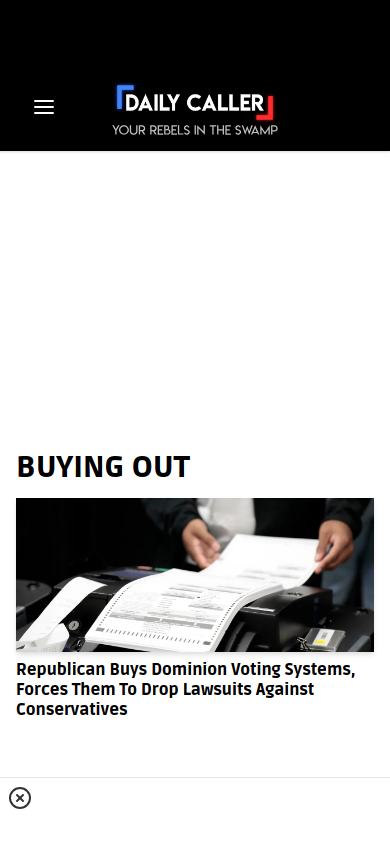 DAILY CALLER
YOUR REBELS IN THE SWAMP
BUYING OUT
Republican Buys Dominion Voting Systems,
Forces Them To Drop Lawsuits Against
Conservatives